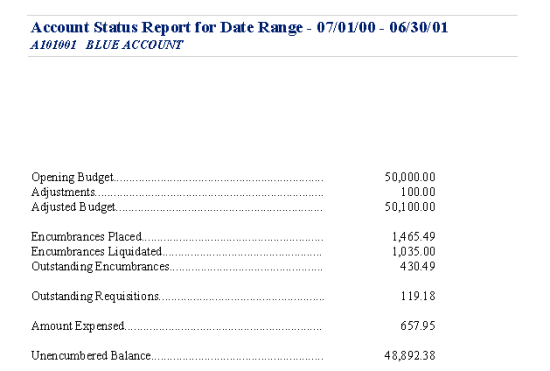 Account Status Report for Date Range - 07/01/00 - 06/30/01
A101001 BLUE ACCOUNT
Opening Budget.................................................................. 50,000.00
Adjustments....................................................................... 100.00
Adjusted Budget................................................................. 50,100.00
Encumbrances Placed......................................................... 1,465.49
Encumbrances Liquidated.................................................. 1,035.00
Outstanding Encumbrances................................................ 430.49
Outstanding Requisitions.................................................... 119.18
Amount Expensed.............................................................. 657.95
Unencumbered Balance...................................................... 48,892.38